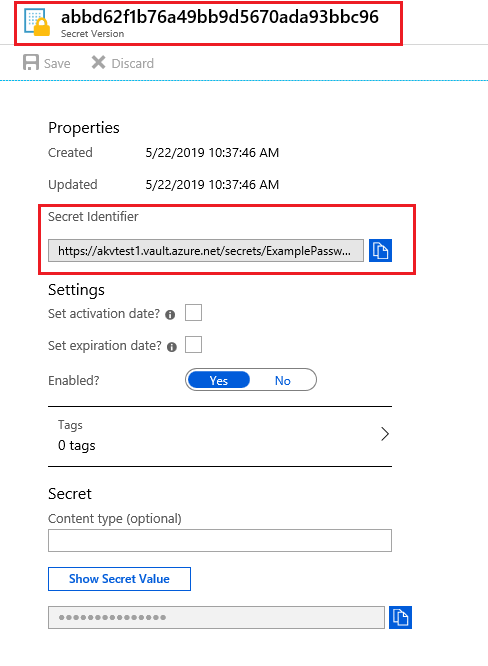 abbd62f1b76a49bb9d5670ada93bbc96
Secret Version
Save Discard
Properties
Created 5/22/2019 10:37:46 AM
Updated 5/22/2019 10:37:46 AM
Secret Identifier
https://akvtest1.vault.azure.net/secrets/ExamplePassw...
Settings
Set activation date?
Set expiration date?
Enabled? Yes No
Tags
0 tags
Secret
Content type (optional)
Show Secret Value
•••••••••••••••